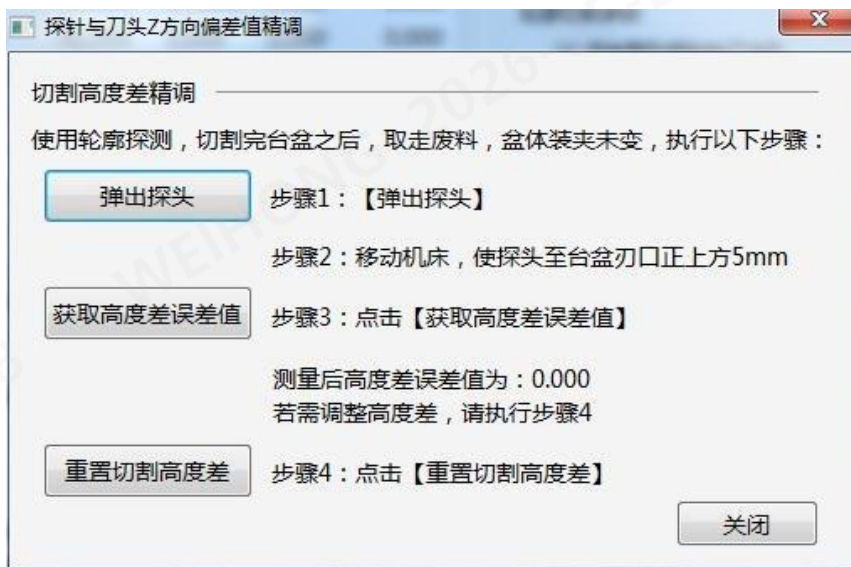 探针与刀头Z方向偏差值精调
切割高度差精调
使用轮廓探测，切割完台盆之后，取走废料，盆体装夹未变，执行以下步骤：
弹出探头 步骤1：【弹出探头】
步骤2：移动机床，使探头至台盆刃口正上方5mm
获取高度差误差值 步骤3：点击【获取高度差误差值】
测量后高度差误差值为：0.000
若需调整高度差，请执行步骤4
重置切割高度差 步骤4：点击【重置切割高度差】
关闭